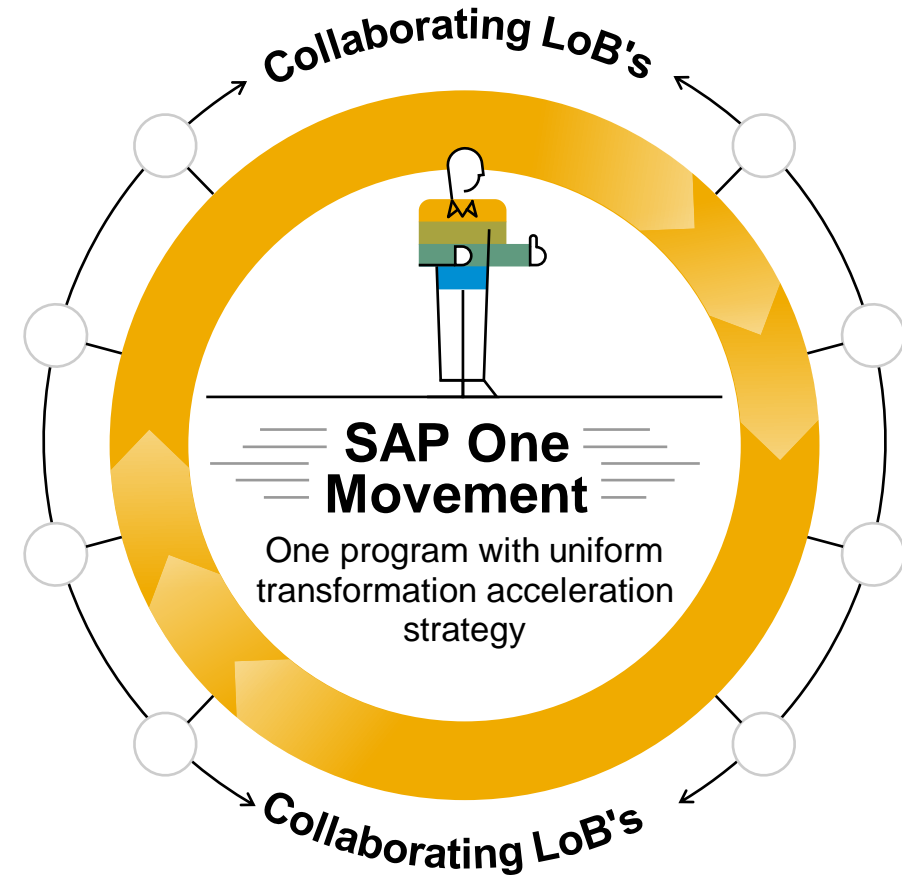 Collaborating LoB's
SAP One
Movement
One program with uniform
transformation acceleration
strategy
Collaborating LoB's